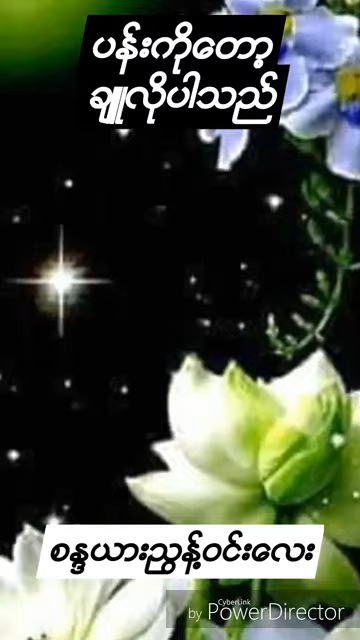 ပန်းကိုတော့
ချူလိုပါသည်
စန္ဒယားညွန့်ဝင်းလေး
CyberLink
by PowerDirector